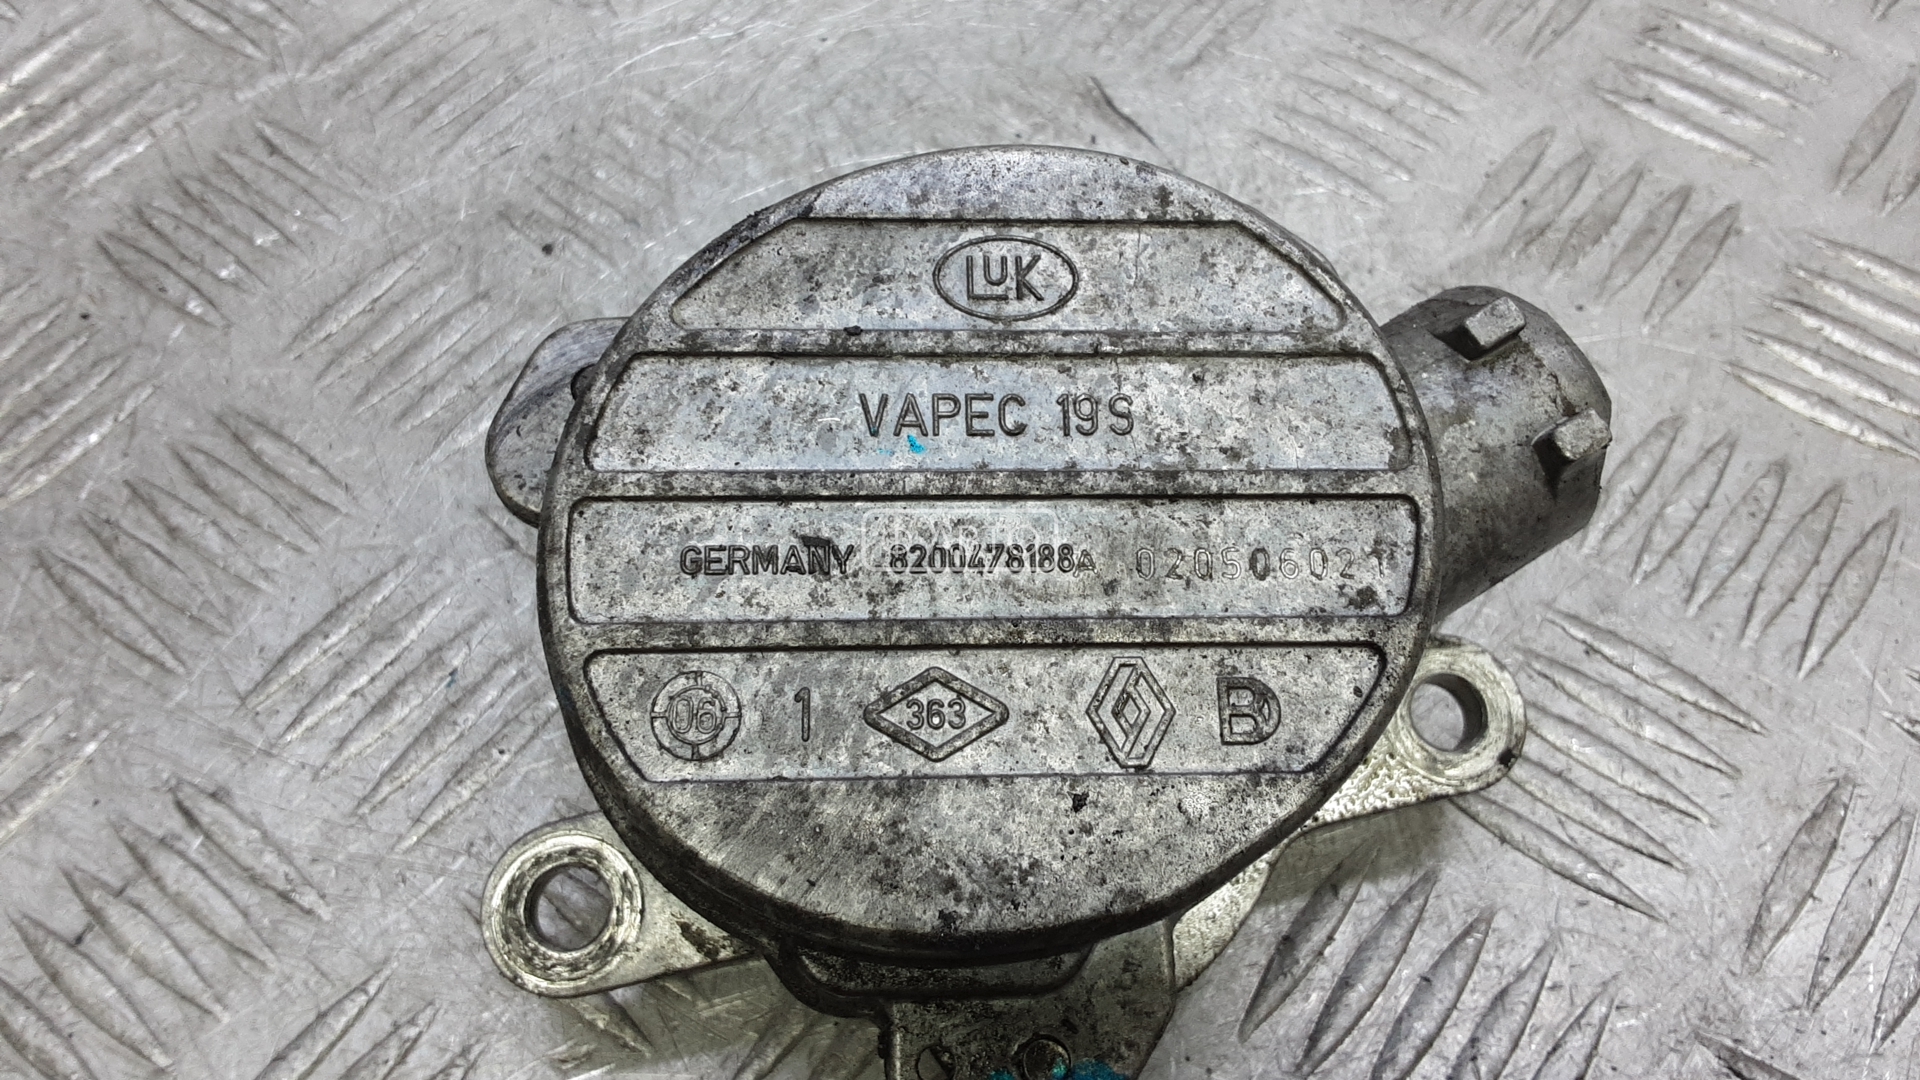 LUK
VAPEC 19S
GERMANY 8200478188A 020506021
06 1 363 B